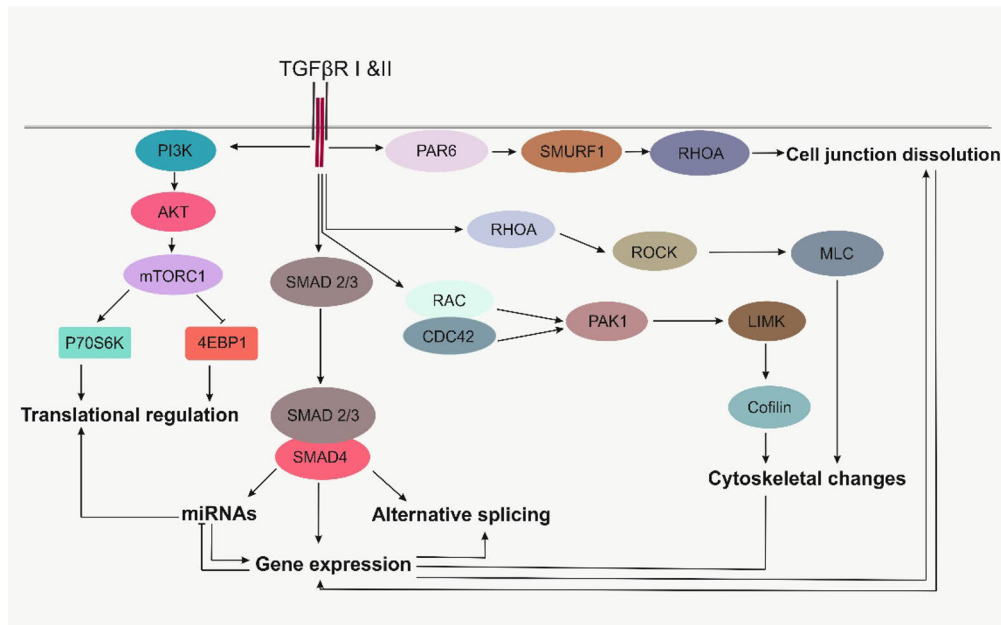 TGFβR I &II
PI3K
PAR6
SMURF1
RHOA
Cell junction dissolution
AKT
RHOA
ROCK
MLC
mTORC1
SMAD 2/3
RAC
CDC42
PAK1
LIMK
P70S6K
4EBP1
Translational regulation
SMAD 2/3
SMAD4
Cofilin
Cytoskeletal changes
miRNAs
Alternative splicing
Gene expression